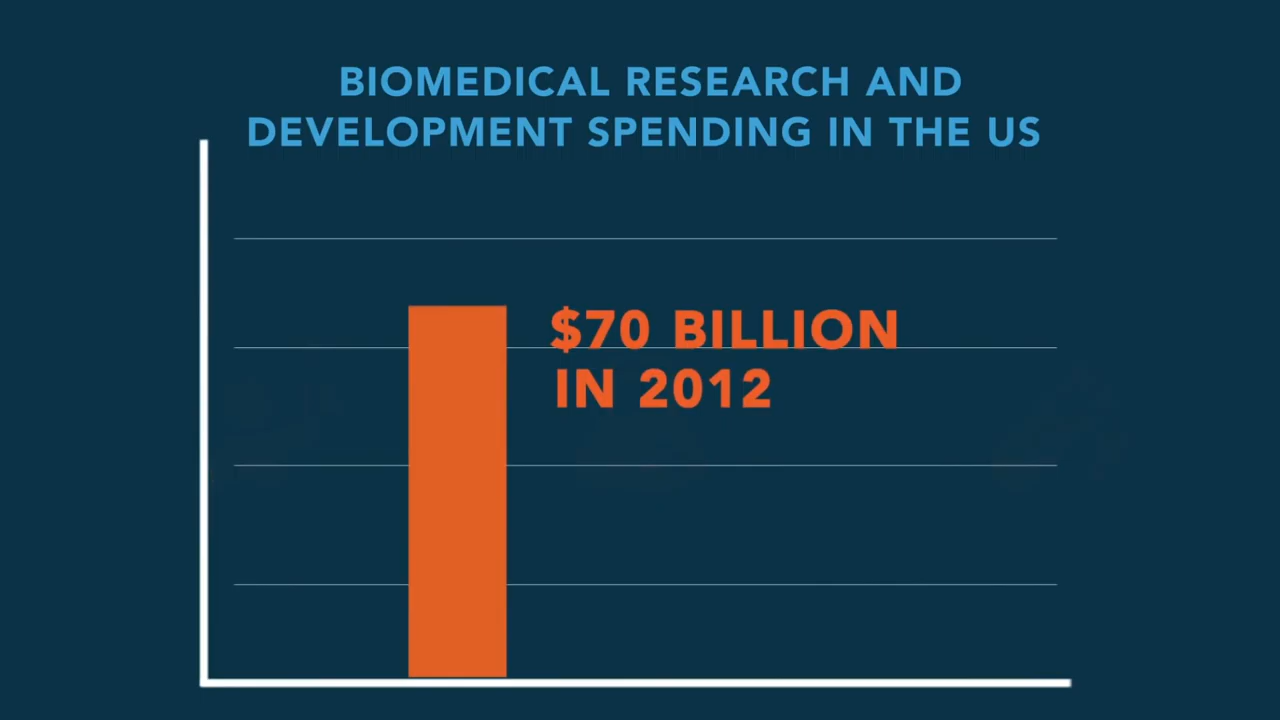 BIOMEDICAL RESEARCH AND
DEVELOPMENT SPENDING IN THE US
$70 BILLION
IN 2012